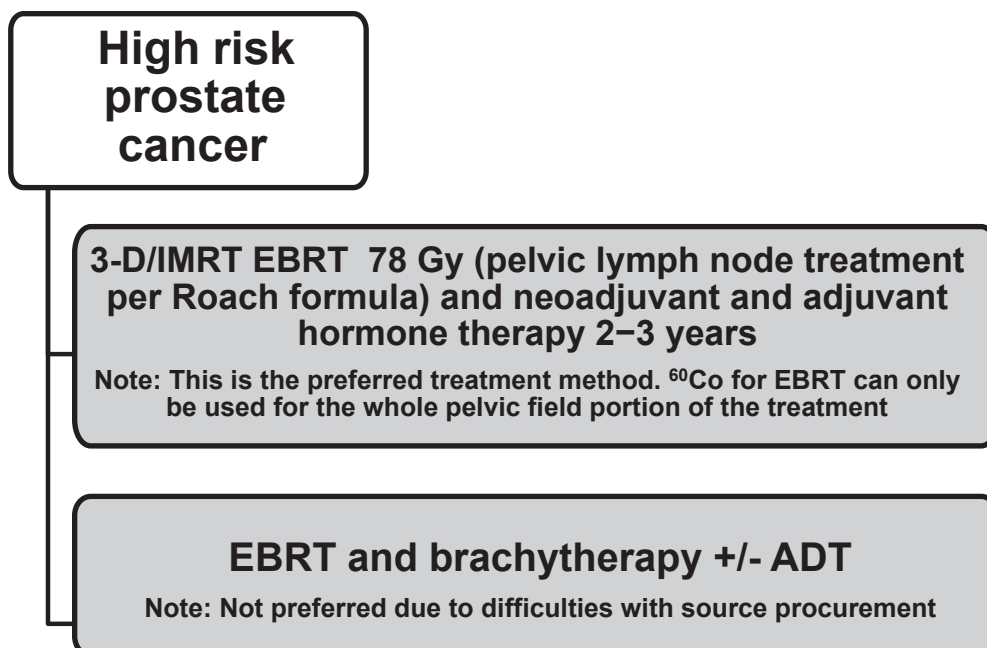 High risk
prostate
cancer
3-D/IMRT EBRT 78 Gy (pelvic lymph node treatment
per Roach formula) and neoadjuvant and adjuvant
hormone therapy 2−3 years
Note: This is the preferred treatment method. ⁶⁰Co for EBRT can only
be used for the whole pelvic field portion of the treatment
EBRT and brachytherapy +/- ADT
Note: Not preferred due to difficulties with source procurement